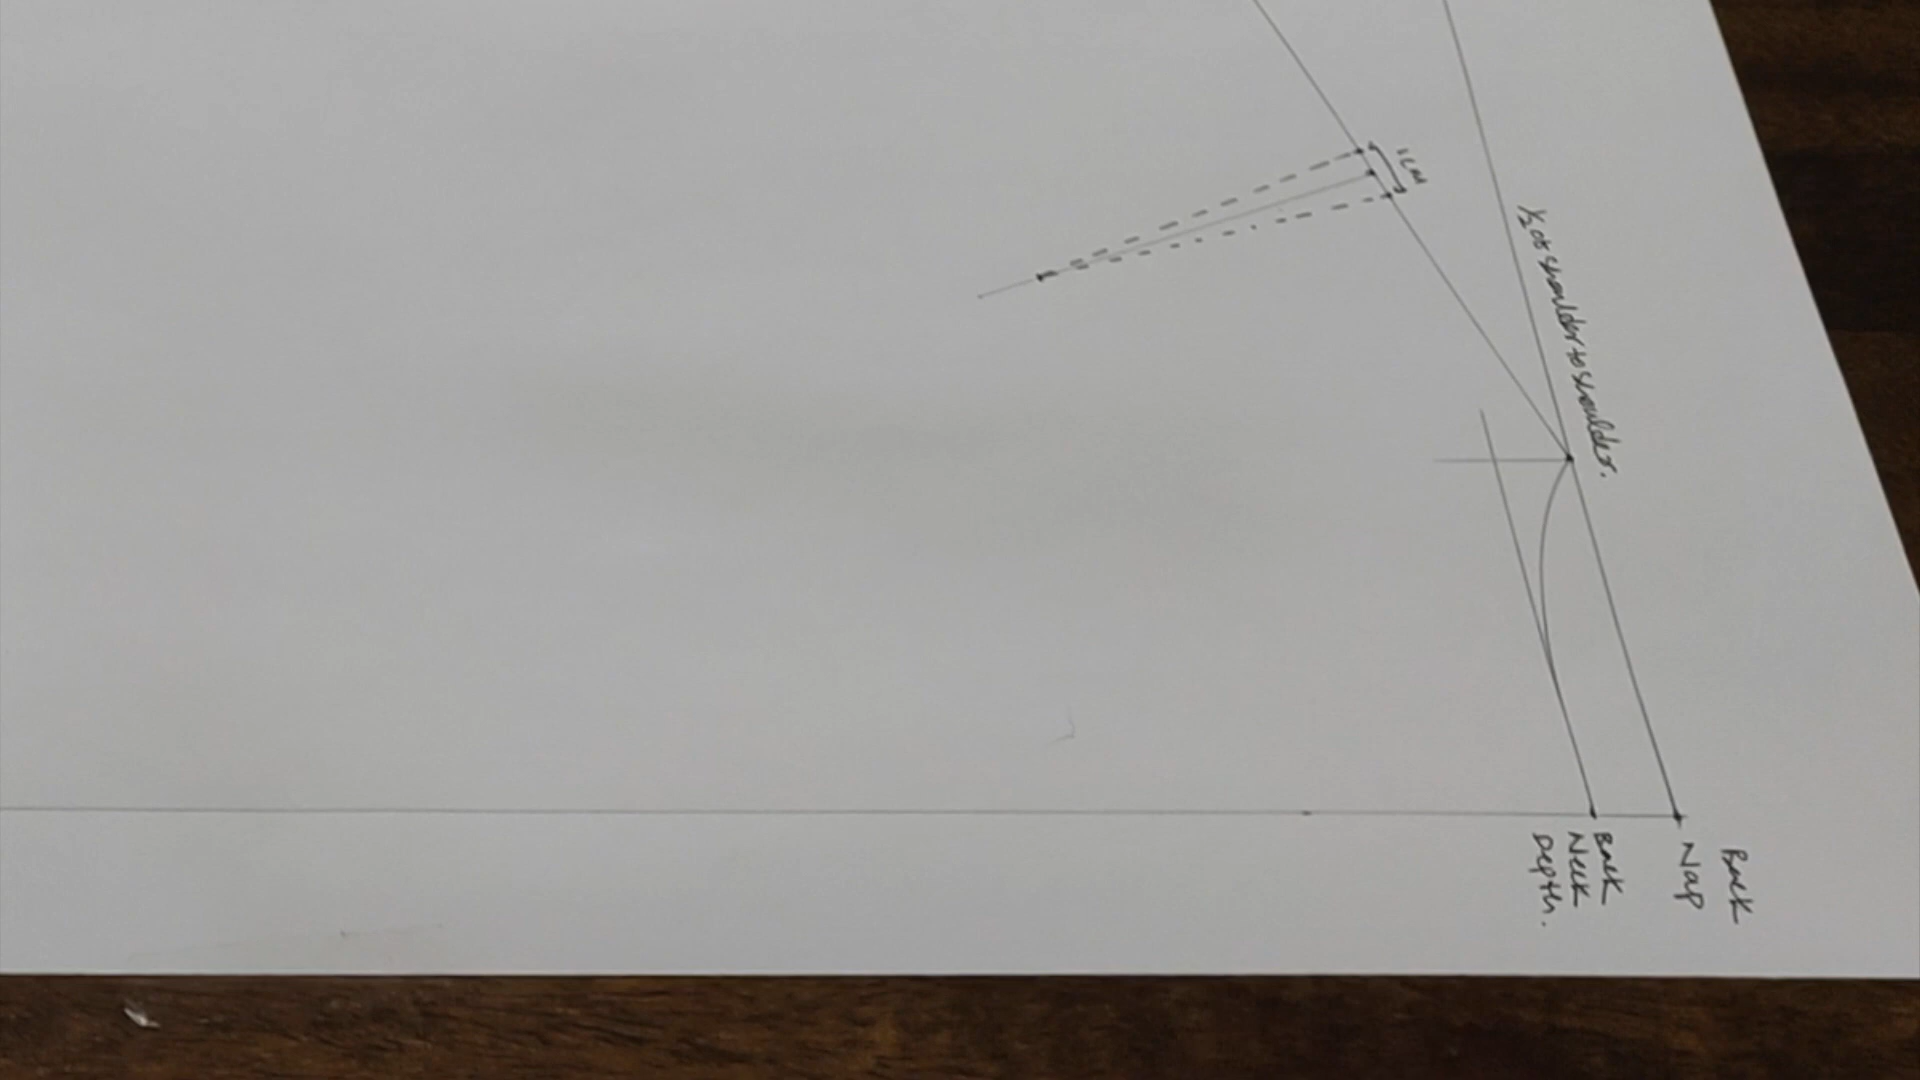 1CM
1/2 of shoulder to shoulder.
Back
Nap
Back
Neck
Depth.